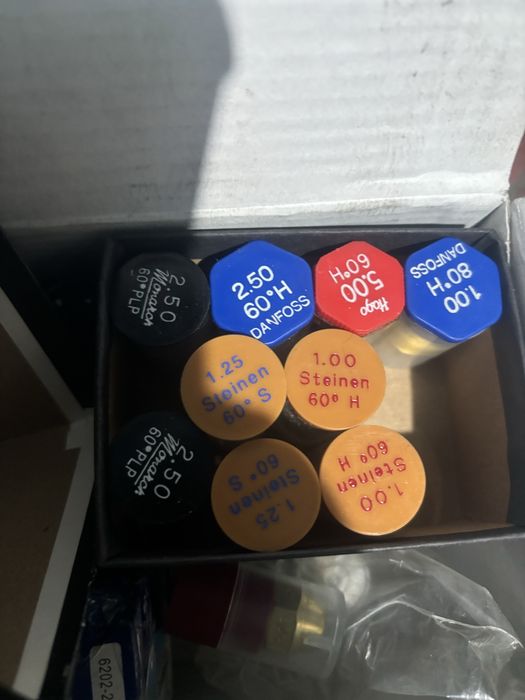 2.50
Monarch
60°PLP
2.50
60°H
DANFOSS
5.00
Hago
60°H
1.00
80°H
DANFOSS
1.25
Steinen
60° S
1.00
Steinen
60° H
2.50
Monarch
60°PLP
1.25
Steinen
60° S
1.00
Steinen
60° H
6202-2